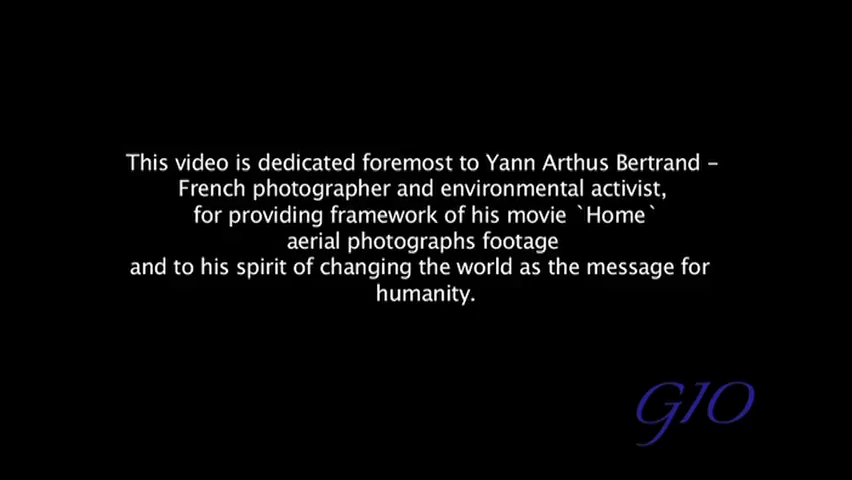 This video is dedicated foremost to Yann Arthus Bertrand –
French photographer and environmental activist,
for providing framework of his movie `Home`
aerial photographs footage
and to his spirit of changing the world as the message for
humanity.
GIO